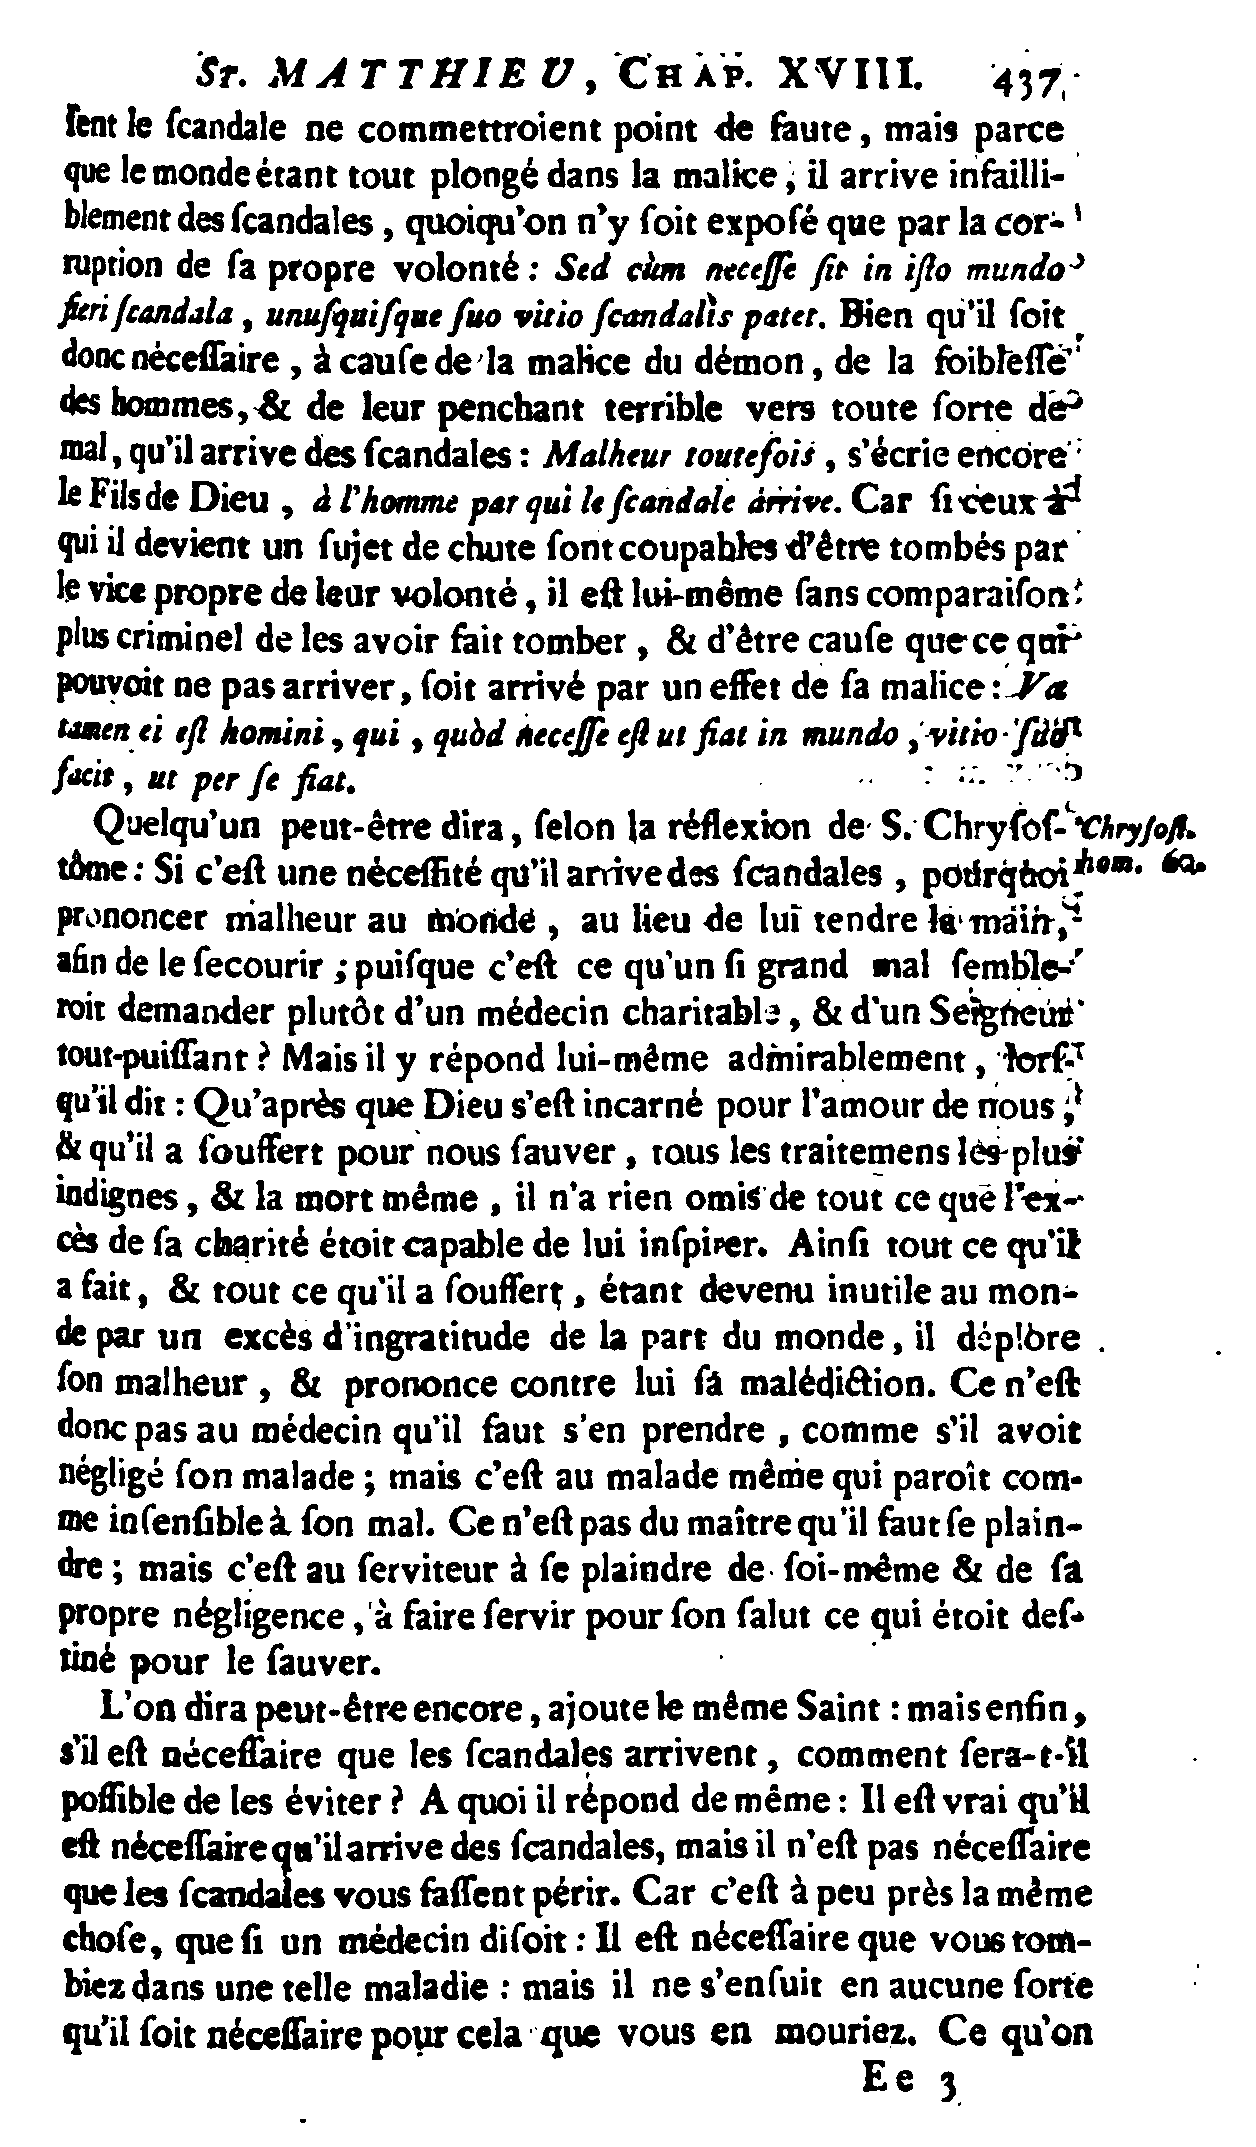 St. MATTHIEU, CHAP. XVIII. 437
ſent le ſcandale ne commettroient point de faute, mais parce
que le monde étant tout plongé dans la malice, il arrive infailli-
blement des ſcandales, quoiqu'on n'y ſoit expoſé que par la cor-
ruption de ſa propre volonté : Sed cùm neceſſe ſit in iſto mundo
fieri ſcandala, unuſquiſque ſuo vitio ſcandalis patet. Bien qu'il ſoit
donc néceſſaire, à cauſe de la malice du démon, de la foibleſſe
des hommes, & de leur penchant terrible vers toute ſorte de
mal, qu'il arrive des ſcandales : Malheur toutefois, s'écrie encore
le Fils de Dieu, à l'homme par qui le ſcandale arrive. Car ſi ceux à
qui il devient un ſujet de chute ſont coupables d'être tombés par
le vice propre de leur volonté, il eſt lui-même ſans comparaiſon
plus criminel de les avoir fait tomber, & d'être cauſe que ce qui
pouvoit ne pas arriver, ſoit arrivé par un effet de ſa malice : Va
tamen ei eſt homini, qui, quòd neceſſe eſt ut fiat in mundo, vitio ſuo
facit, ut per ſe fiat.
Quelqu'un peut-être dira, ſelon la réflexion de S. Chryſoſ- Chryſoſt.
tôme : Si c'eſt une néceſſité qu'il arrive des ſcandales, pourquoi hom. 60.
prononcer malheur au monde, au lieu de lui tendre la main,
afin de le ſecourir ; puiſque c'eſt ce qu'un ſi grand mal ſemble-
roit demander plutôt d'un médecin charitable, & d'un Seigneur
tout-puiſſant ? Mais il y répond lui-même admirablement, lorſ-
qu'il dit : Qu'après que Dieu s'eſt incarné pour l'amour de nous,
& qu'il a ſouffert pour nous ſauver, tous les traitemens les plus
indignes, & la mort même, il n'a rien omis de tout ce que l'ex-
cès de ſa charité étoit capable de lui inſpirer. Ainſi tout ce qu'il
a fait, & tout ce qu'il a ſouffert, étant devenu inutile au mon-
de par un excès d'ingratitude de la part du monde, il déplore
ſon malheur, & prononce contre lui ſa malédiction. Ce n'eſt
donc pas au médecin qu'il faut s'en prendre, comme s'il avoit
négligé ſon malade ; mais c'eſt au malade même qui paroît com-
me inſenſible à ſon mal. Ce n'eſt pas du maître qu'il faut ſe plain-
dre ; mais c'eſt au ſerviteur à ſe plaindre de ſoi-même & de ſa
propre négligence, à faire ſervir pour ſon ſalut ce qui étoit deſ-
tiné pour le ſauver.
L'on dira peut-être encore, ajoute le même Saint : mais enfin,
s'il eſt néceſſaire que les ſcandales arrivent, comment ſera-t-il
poſſible de les éviter ? A quoi il répond de même : Il eſt vrai qu'il
eſt néceſſaire qu'il arrive des ſcandales, mais il n'eſt pas néceſſaire
que les ſcandales vous faſſent périr. Car c'eſt à peu près la même
choſe, que ſi un médecin diſoit : Il eſt néceſſaire que vous tom-
biez dans une telle maladie : mais il ne s'enſuit en aucune ſorte
qu'il ſoit néceſſaire pour cela que vous en mouriez. Ce qu'on
Ee 3